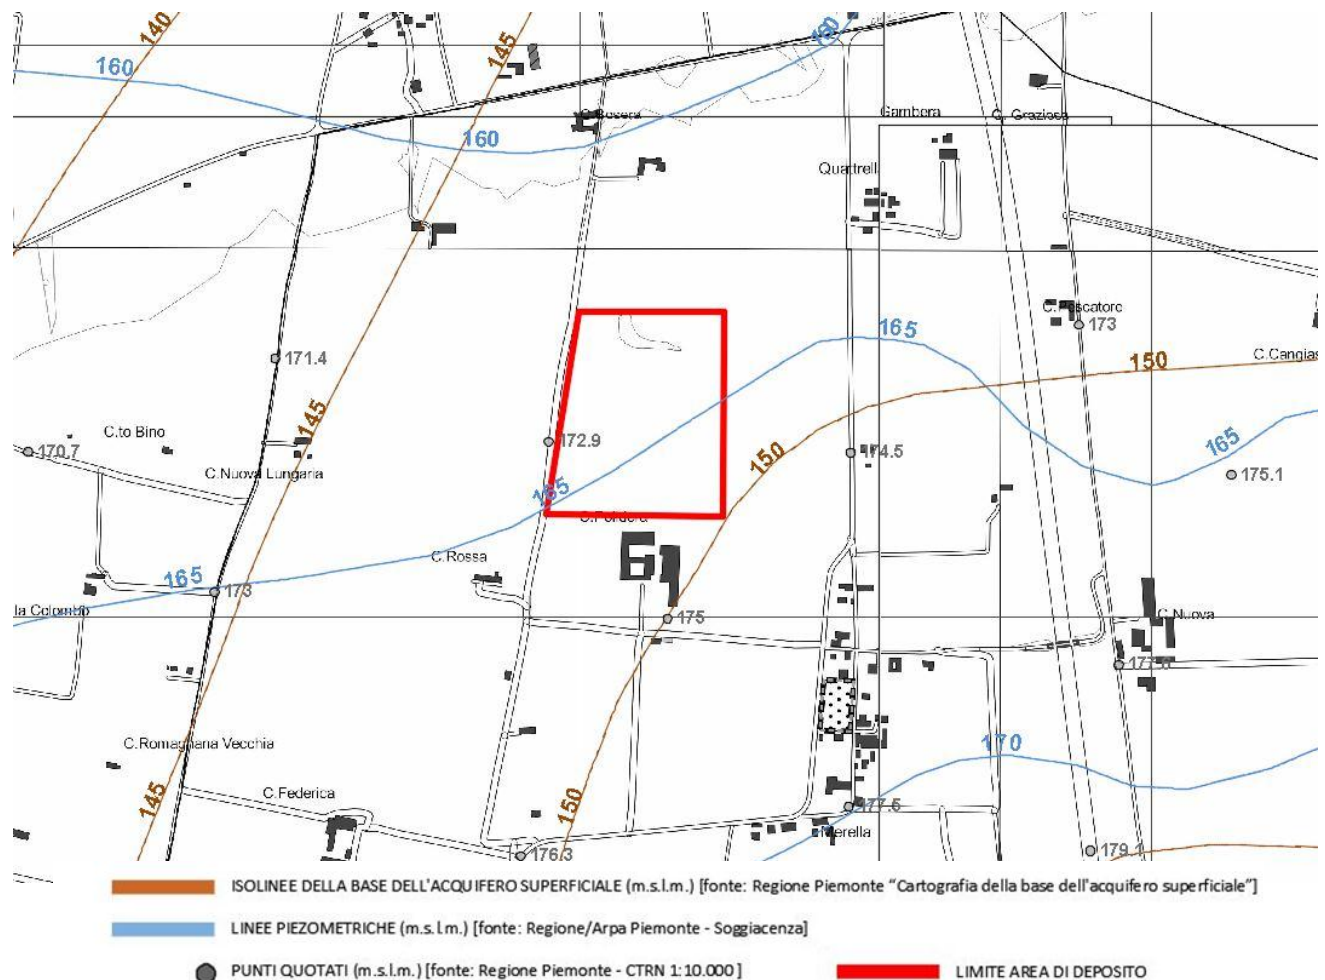 140
145
160
160
C.Bosera
Gambera
C. Graziosa
160
Quartrell
C.Pescatore
173
165
171.4
C.Cangias
150
145
C.to Bino
172.9
170.7
150
174.5
165
C.Nuova Lungaria
175.1
165
C.Polidora
C.Rossa
165
173
la Colombo
175
C.Nuova
C.Romagnana Vecchia
170
C.Federica
145
150
177.5
Merella
176.3
179.1
ISOLINEE DELLA BASE DELL'ACQUIFERO SUPERFICIALE (m.s.l.m.) [fonte: Regione Piemonte "Cartografia della base dell'acquifero superficiale"]
LINEE PIEZOMETRICHE (m.s.l.m.) [fonte: Regione/Arpa Piemonte - Soggiacenza]
PUNTI QUOTATI (m.s.l.m.) [fonte: Regione Piemonte - CTRN 1:10.000 ]
LIMITE AREA DI DEPOSITO